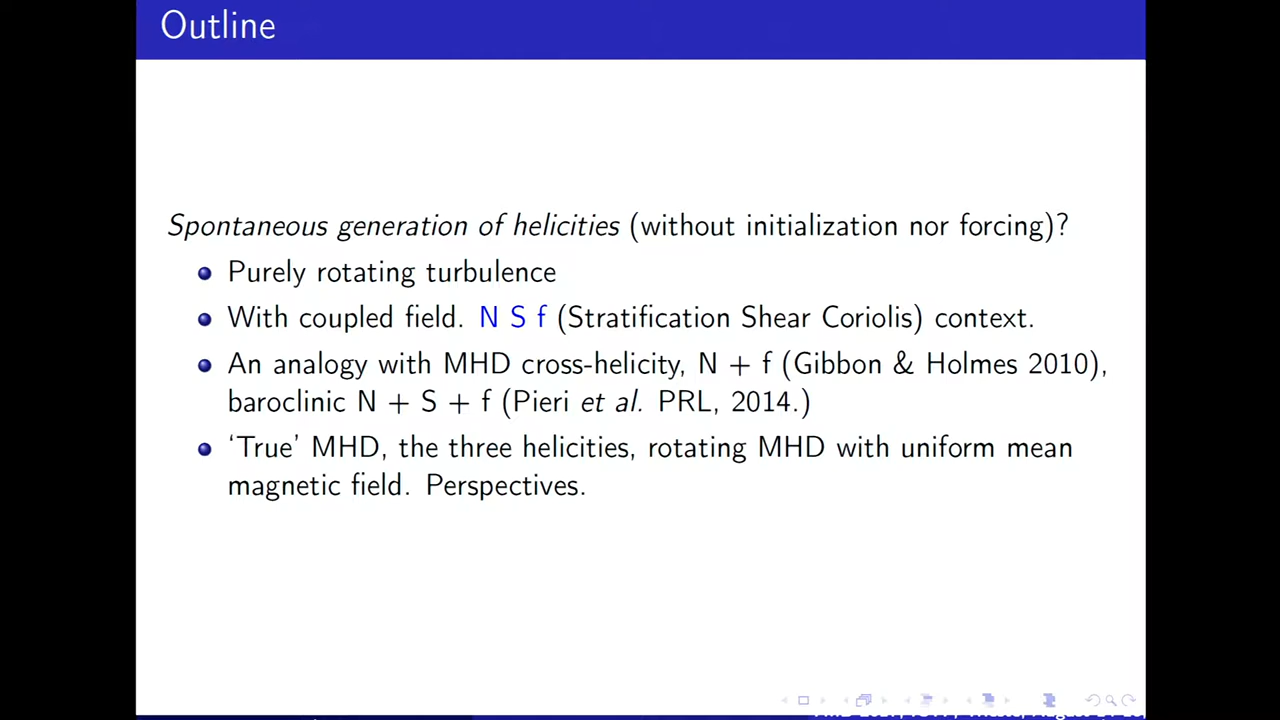 Outline
Spontaneous generation of helicities (without initialization nor forcing)?
Purely rotating turbulence
With coupled field. N S f (Stratification Shear Coriolis) context.
An analogy with MHD cross-helicity, N + f (Gibbon & Holmes 2010),
baroclinic N + S + f (Pieri et al. PRL, 2014.)
‘True’ MHD, the three helicities, rotating MHD with uniform mean
magnetic field. Perspectives.